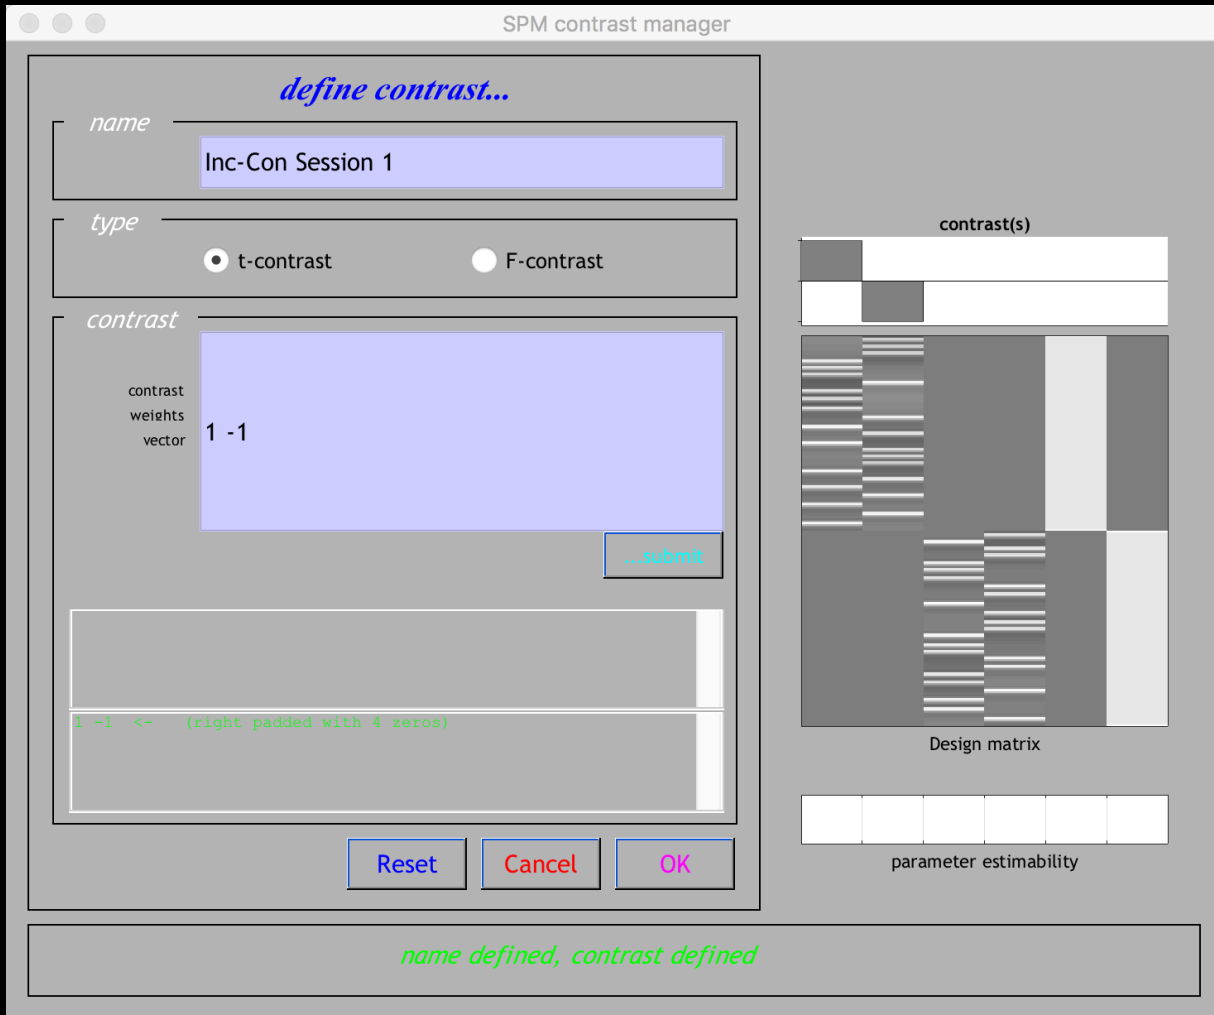 SPM contrast manager
define contrast...
name
Inc-Con Session 1
type
t-contrast
F-contrast
contrast
contrast
weights
vector
1 -1
...submit
1 -1  <-   (right padded with 4 zeros)
Reset
Cancel
OK
contrast(s)
Design matrix
parameter estimability
name defined, contrast defined